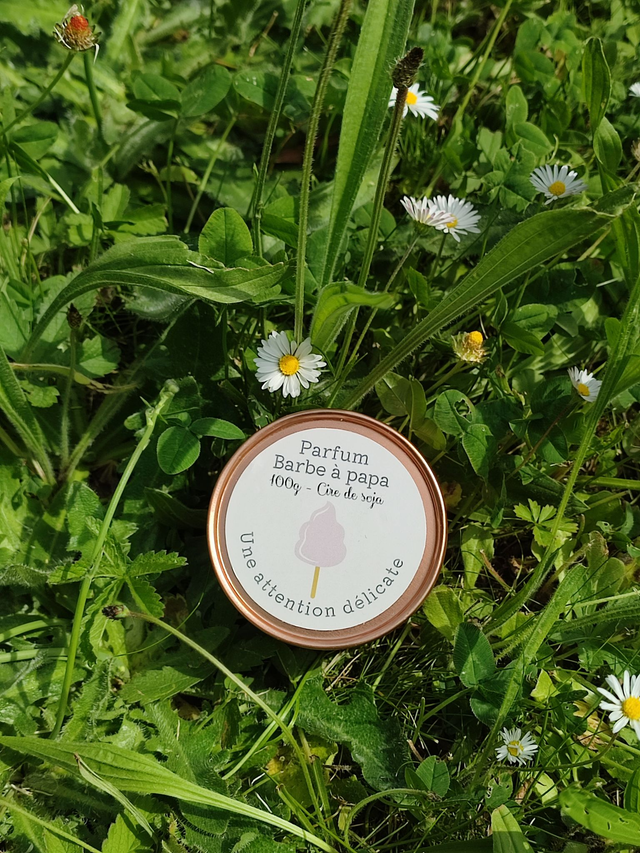 Parfum
Barbe à papa
100g - Cire de soja
Une attention délicate